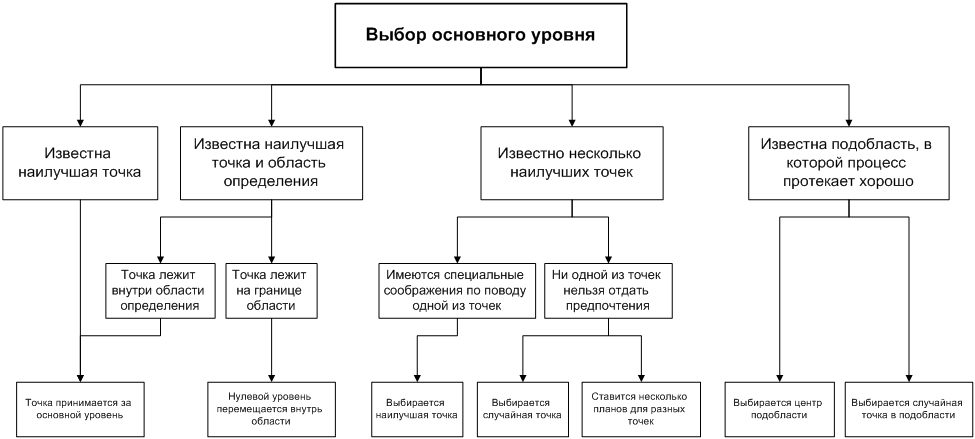 Выбор основного уровня
Известна
наилучшая точка
Известна наилучшая
точка и область
определения
Известно несколько
наилучших точек
Известна подобласть, в
которой процесс
протекает хорошо
Точка лежит
внутри области
определения
Точка лежит
на границе
области
Имеются специальные
соображения по поводу
одной из точек
Ни одной из точек
нельзя отдать
предпочтения
Точка принимается за
основной уровень
Нулевой уровень
перемещается внутрь
области
Выбирается
наилучшая точка
Выбирается
случайная точка
Ставится несколько
планов для разных
точек
Выбирается центр
подобласти
Выбирается случайная
точка в подобласти